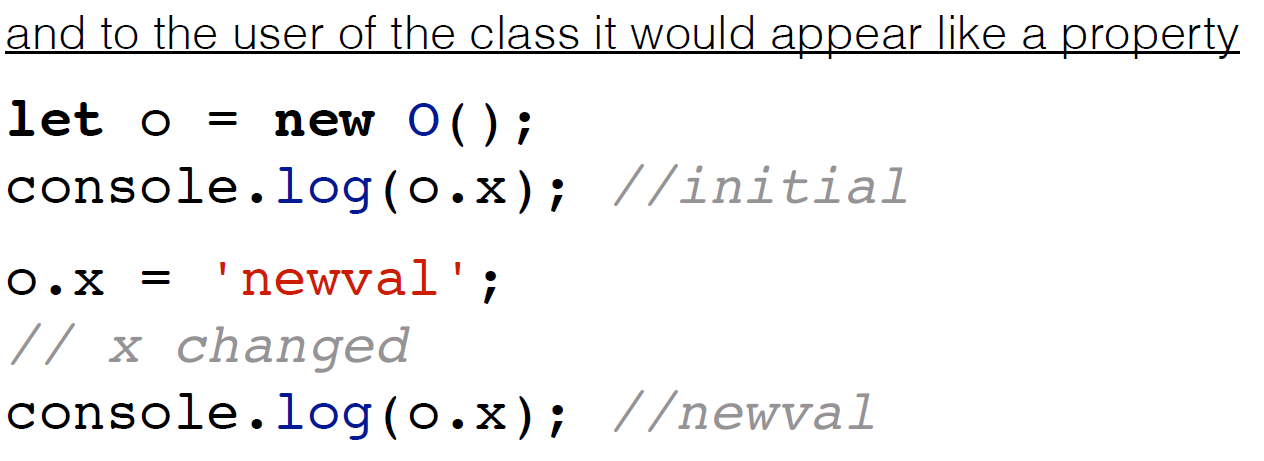 and to the user of the class it would appear like a property
let o = new O();
console.log(o.x); //initial
o.x = 'newval';
// x changed
console.log(o.x); //newval